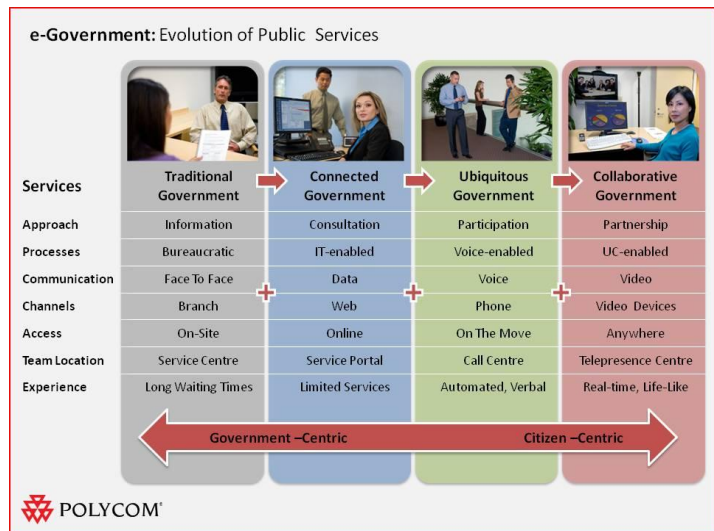 e-Government: Evolution of Public Services
Services
Traditional Government
Connected Government
Ubiquitous Government
Collaborative Government
Approach Information Consultation Participation Partnership
Processes Bureaucratic IT-enabled Voice-enabled UC-enabled
Communication Face To Face Data Voice Video
Channels Branch Web Phone Video Devices
Access On-Site Online On The Move Anywhere
Team Location Service Centre Service Portal Call Centre Telepresence Centre
Experience Long Waiting Times Limited Services Automated, Verbal Real-time, Life-Like
Government –Centric Citizen –Centric
POLYCOM®